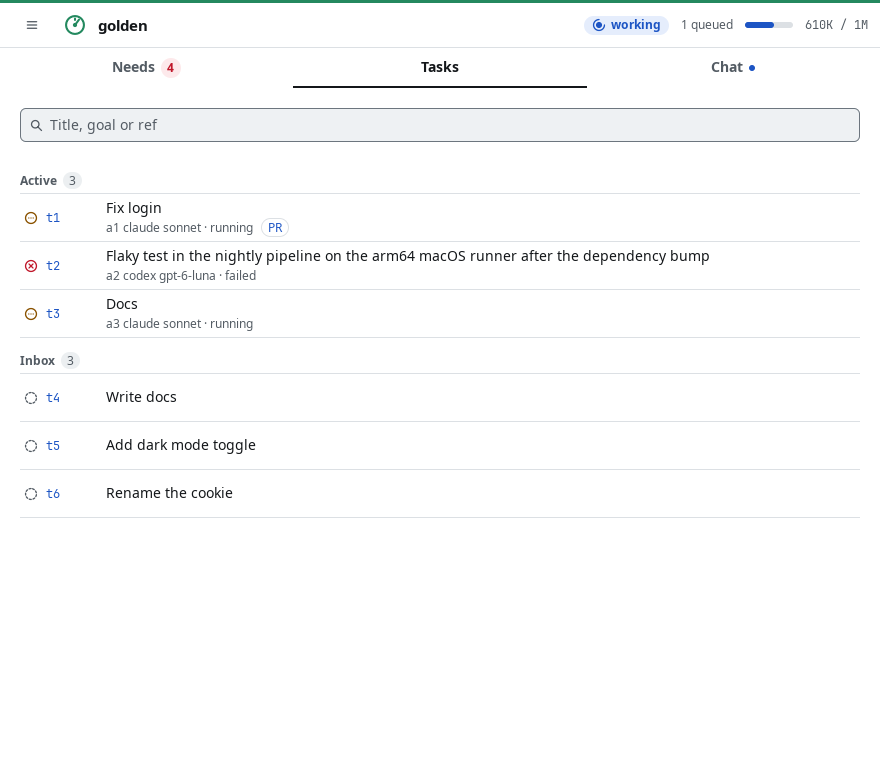 golden
working
1 queued
610K / 1M
Needs 4
Tasks
Chat
Title, goal or ref
Active 3
t1
Fix login
a1 claude sonnet · running PR
t2
Flaky test in the nightly pipeline on the arm64 macOS runner after the dependency bump
a2 codex gpt-6-luna · failed
t3
Docs
a3 claude sonnet · running
Inbox 3
t4 Write docs
t5 Add dark mode toggle
t6 Rename the cookie